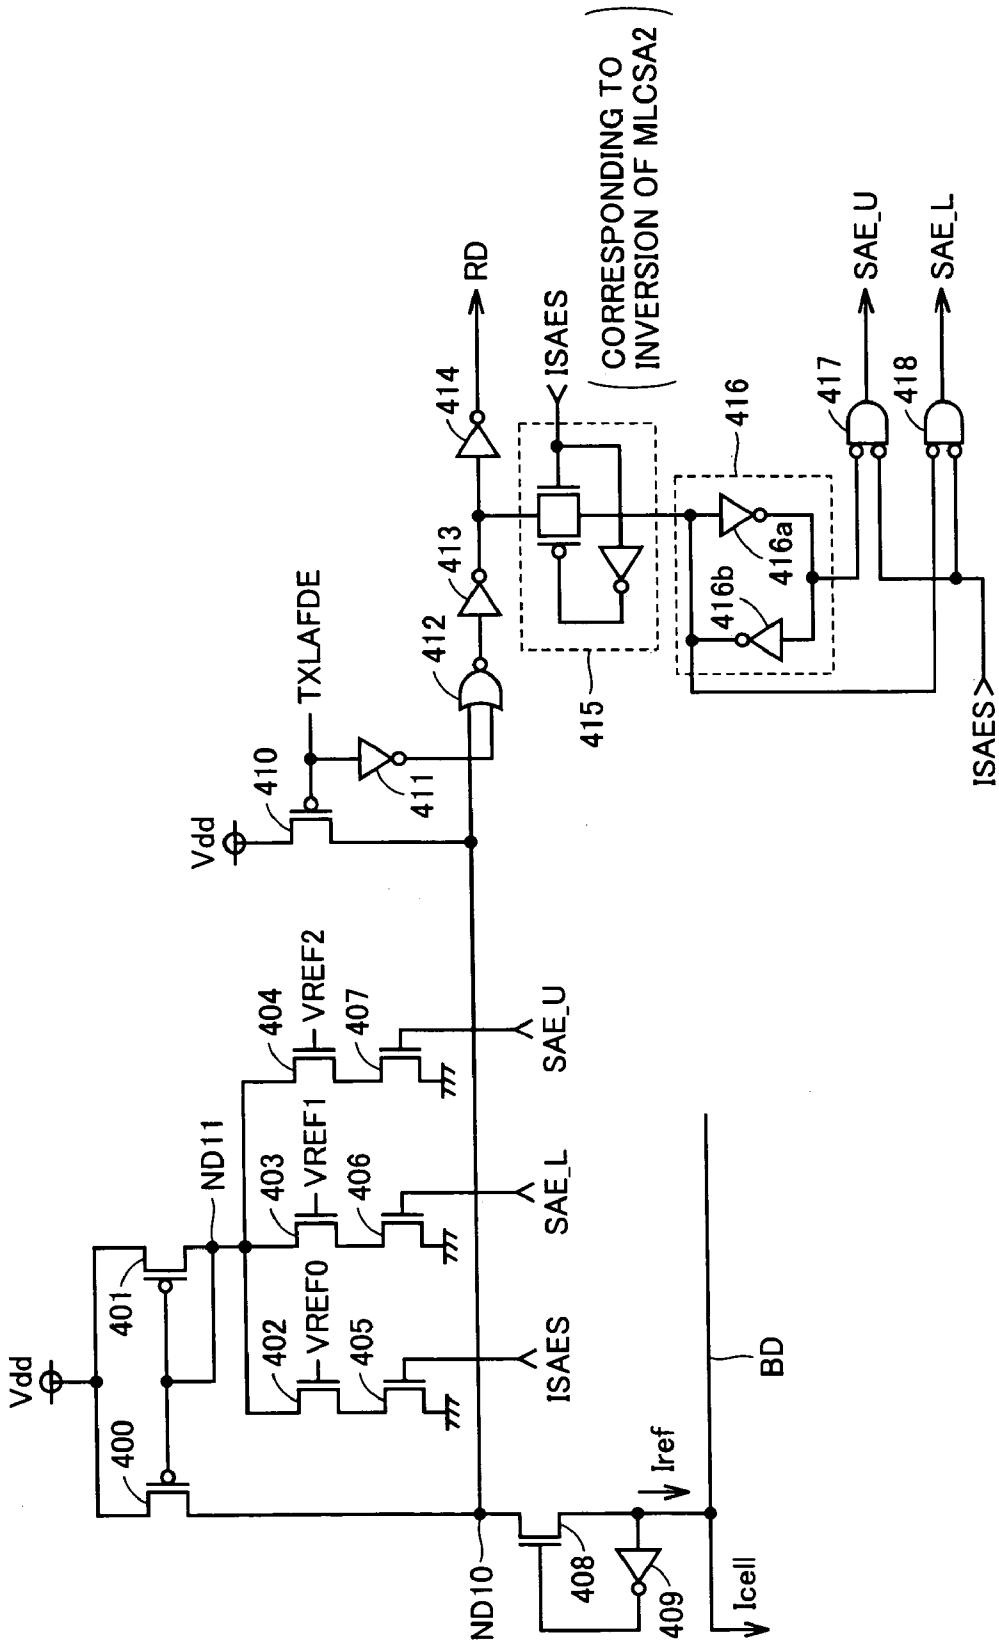 Vdd
400
401
ND11
402
VREF0
405
ISAES
403
VREF1
406
SAE_L
404
VREF2
407
SAE_U
ND10
408
409
Iref
Icell
BD
Vdd
410
TXLAFDE
411
412
413
414
RD
415
ISAES
CORRESPONDING TO
INVERSION OF MLCSA2
416
416a
416b
417
418
SAE_U
SAE_L
ISAES